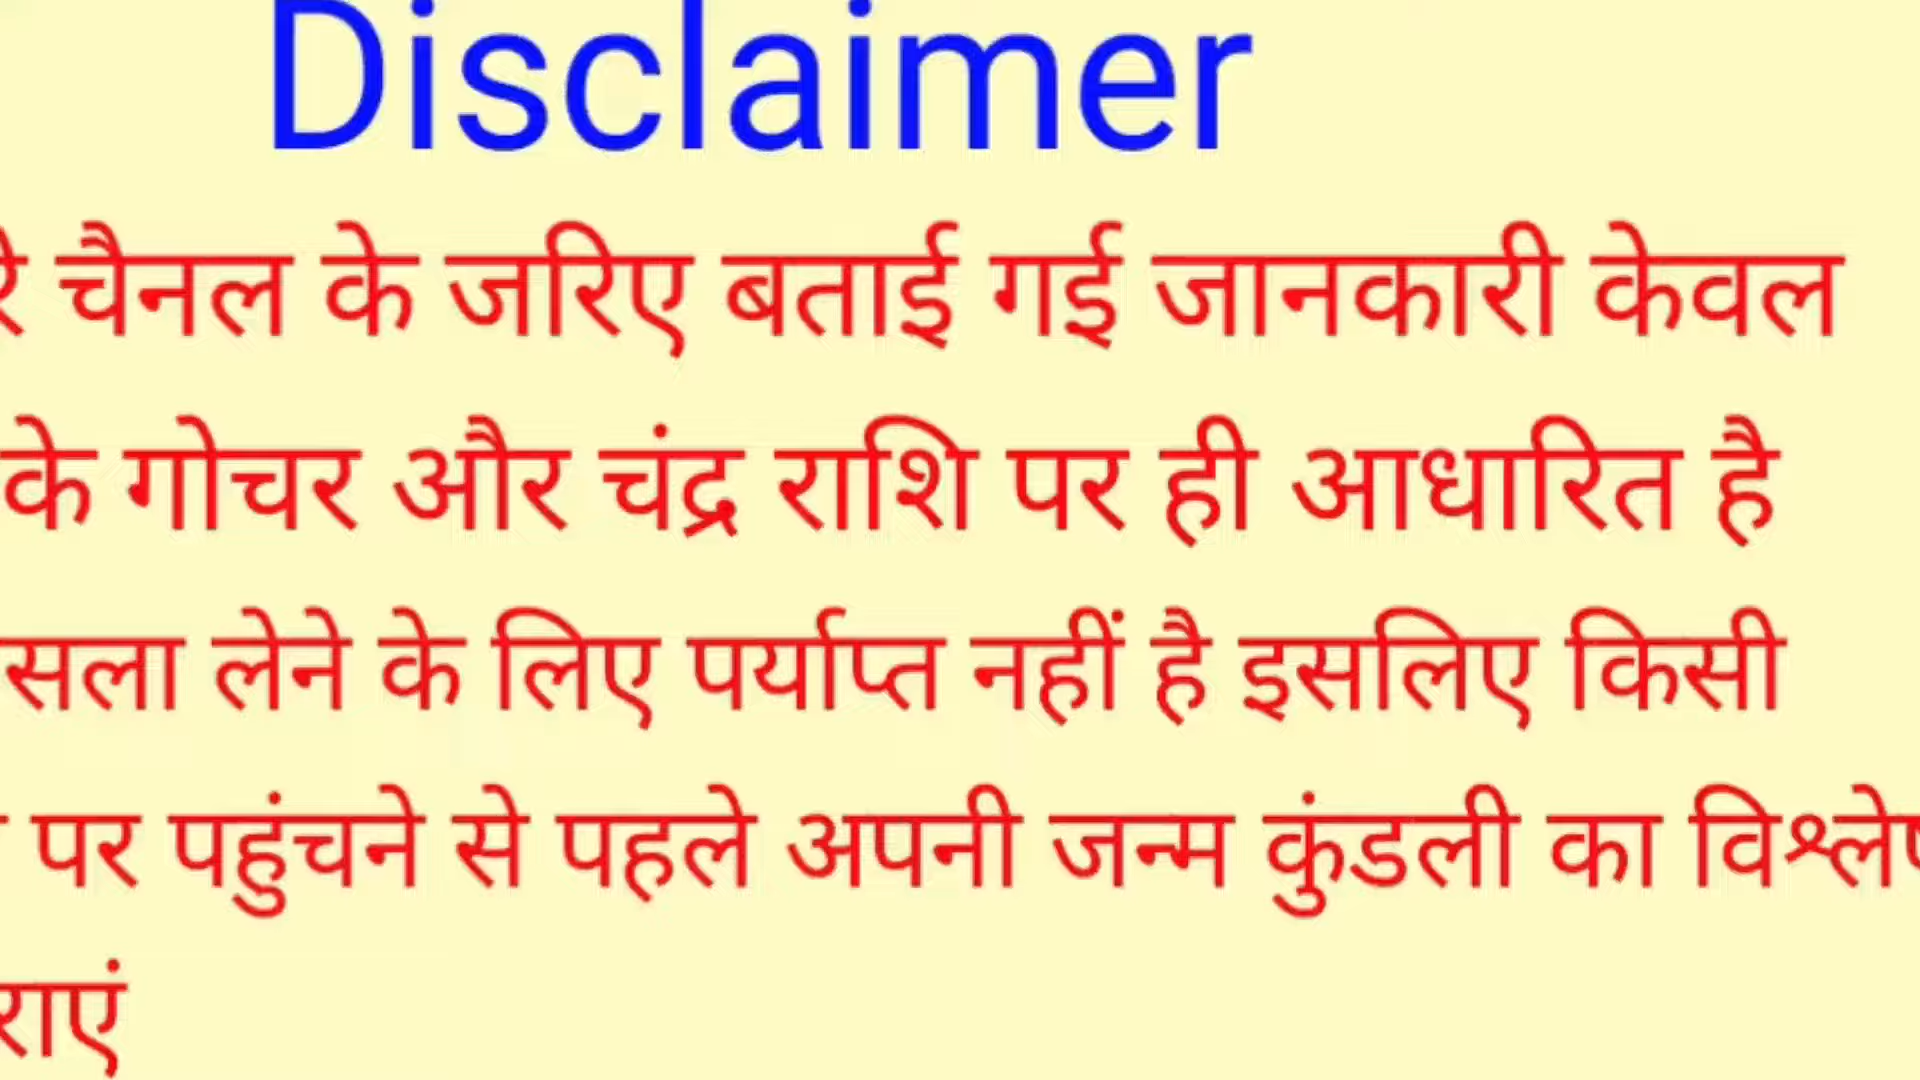 Disclaimer
चैनल के जरिए बताई गई जानकारी केवल
के गोचर और चंद्र राशि पर ही आधारित है
लेने के लिए पर्याप्त नहीं है इसलिए किसी
पर पहुंचने से पहले अपनी जन्म कुंडली का